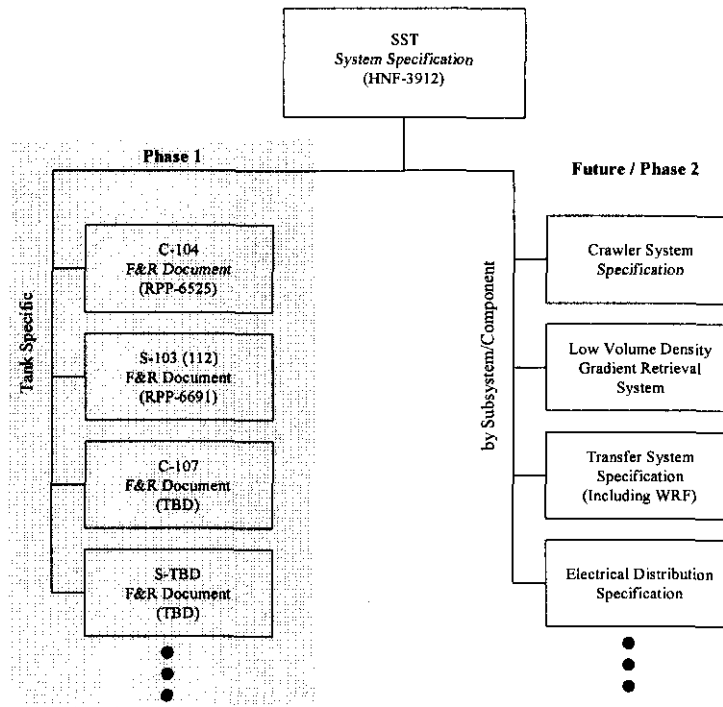 SST
System Specification
(HNF-3912)
Phase 1
Tank Specific
C-104
F&R Document
(RPP-6525)
S-103 (112)
F&R Document
(RPP-6691)
C-107
F&R Document
(TBD)
S-TBD
F&R Document
(TBD)
Future / Phase 2
by Subsystem/Component
Crawler System
Specification
Low Volume Density
Gradient Retrieval
System
Transfer System
Specification
(Including WRF)
Electrical Distribution
Specification